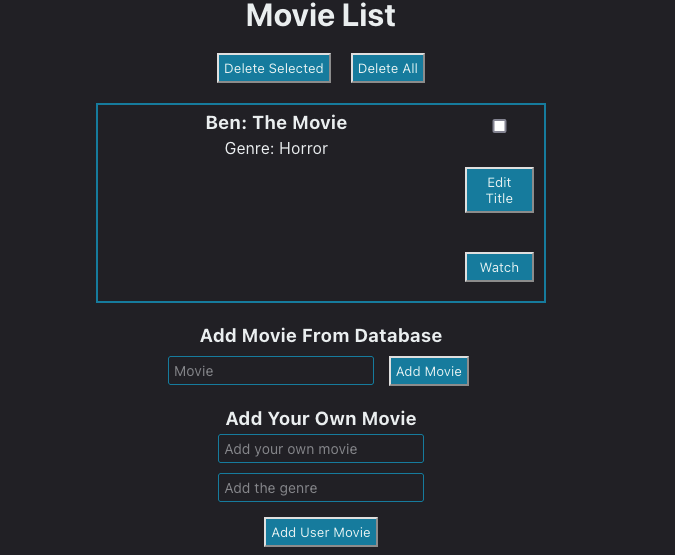 Movie List
Delete Selected Delete All
Ben: The Movie
Genre: Horror
Edit
Title
Watch
Add Movie From Database
Movie Add Movie
Add Your Own Movie
Add your own movie
Add the genre
Add User Movie